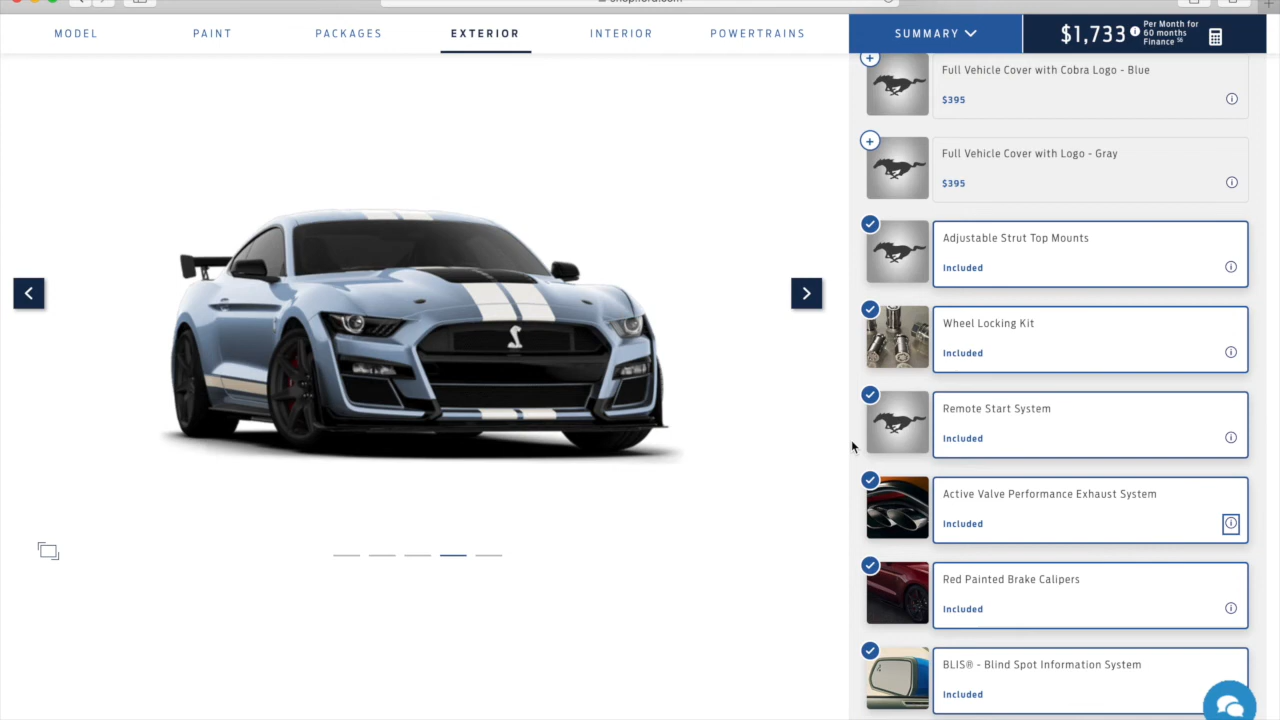 MODEL
PAINT
PACKAGES
EXTERIOR
INTERIOR
POWERTRAINS
SUMMARY
$1,733
Per Month for
60 months
Finance 56
Full Vehicle Cover with Cobra Logo - Blue
$395
Full Vehicle Cover with Logo - Gray
$395
Adjustable Strut Top Mounts
Included
Wheel Locking Kit
Included
Remote Start System
Included
Active Valve Performance Exhaust System
Included
Red Painted Brake Calipers
Included
BLIS® - Blind Spot Information System
Included